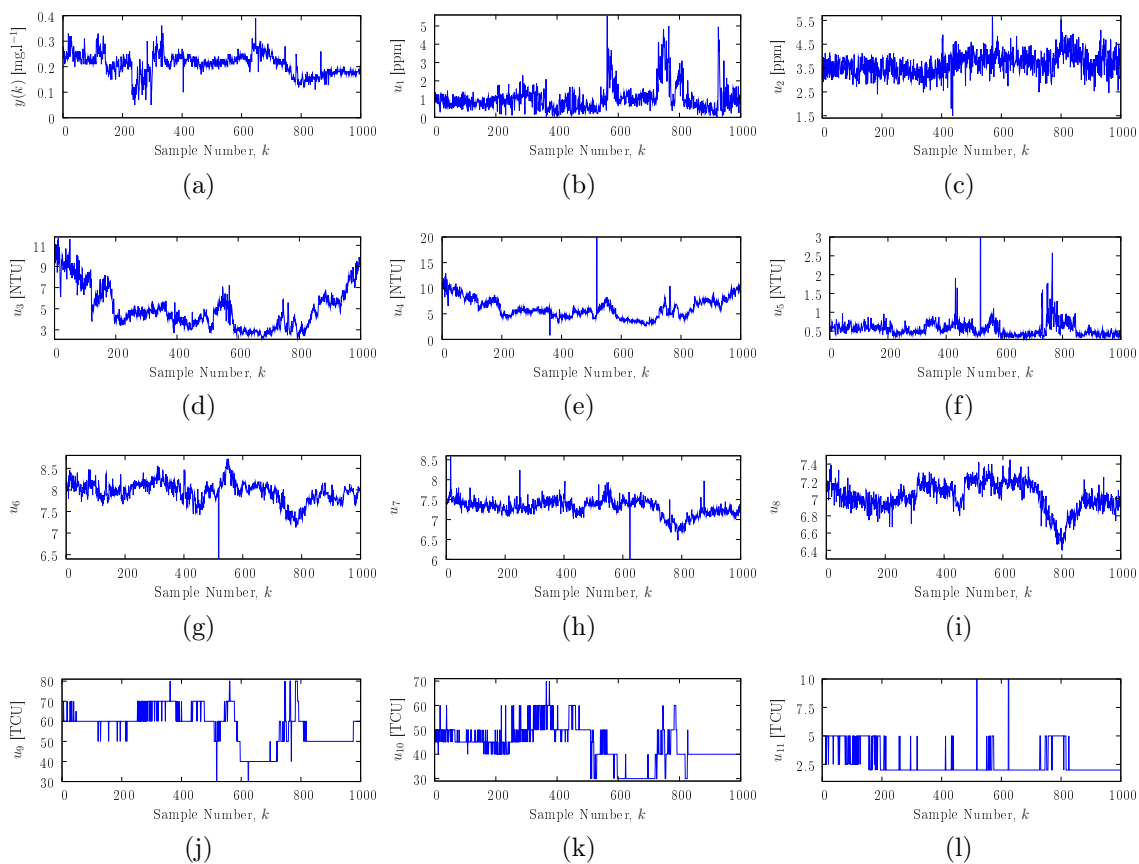 0.4
0.3
0.2
0.1
0
y(k) [mg.l⁻¹]
0 200 400 600 800 1000
Sample Number, k
(a)
5
4
3
2
1
0
u₁ [ppm]
0 200 400 600 800 1000
Sample Number, k
(b)
5.5
4.5
3.5
2.5
1.5
u₂ [ppm]
0 200 400 600 800 1000
Sample Number, k
(c)
11
9
7
5
3
u₃ [NTU]
0 200 400 600 800 1000
Sample Number, k
(d)
20
15
10
5
0
u₄ [NTU]
0 200 400 600 800 1000
Sample Number, k
(e)
3
2.5
2
1.5
1
0.5
u₅ [NTU]
0 200 400 600 800 1000
Sample Number, k
(f)
8.5
8
7.5
7
6.5
u₆
0 200 400 600 800 1000
Sample Number, k
(g)
8.5
8
7.5
7
6.5
6
u₇
0 200 400 600 800 1000
Sample Number, k
(h)
7.4
7.2
7
6.8
6.6
6.4
u₈
0 200 400 600 800 1000
Sample Number, k
(i)
80
70
60
50
40
30
u₉ [TCU]
0 200 400 600 800 1000
Sample Number, k
(j)
70
60
50
40
30
u₁₀ [TCU]
0 200 400 600 800 1000
Sample Number, k
(k)
10
7.5
5
2.5
u₁₁ [TCU]
0 200 400 600 800 1000
Sample Number, k
(l)